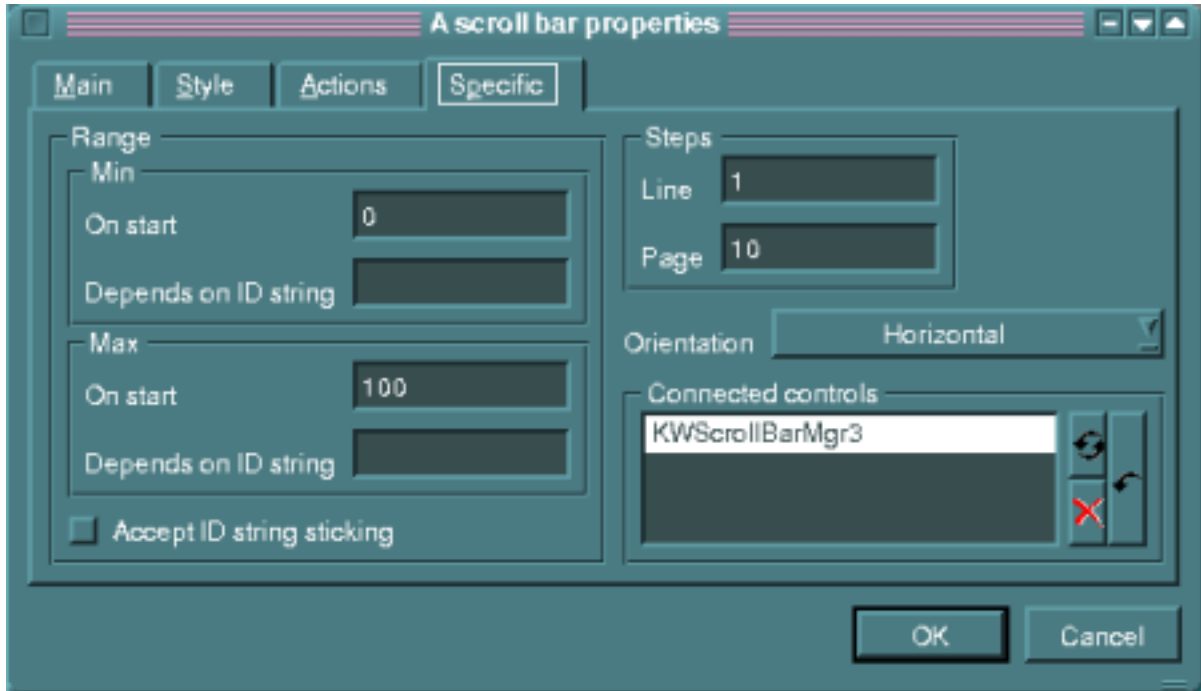 A scroll bar properties
Main Style Actions Specific
Range
Min
On start 0
Depends on ID string
Max
On start 100
Depends on ID string
Accept ID string sticking
Steps
Line 1
Page 10
Orientation Horizontal
Connected controls
KWScrollBarMgr3
OK Cancel